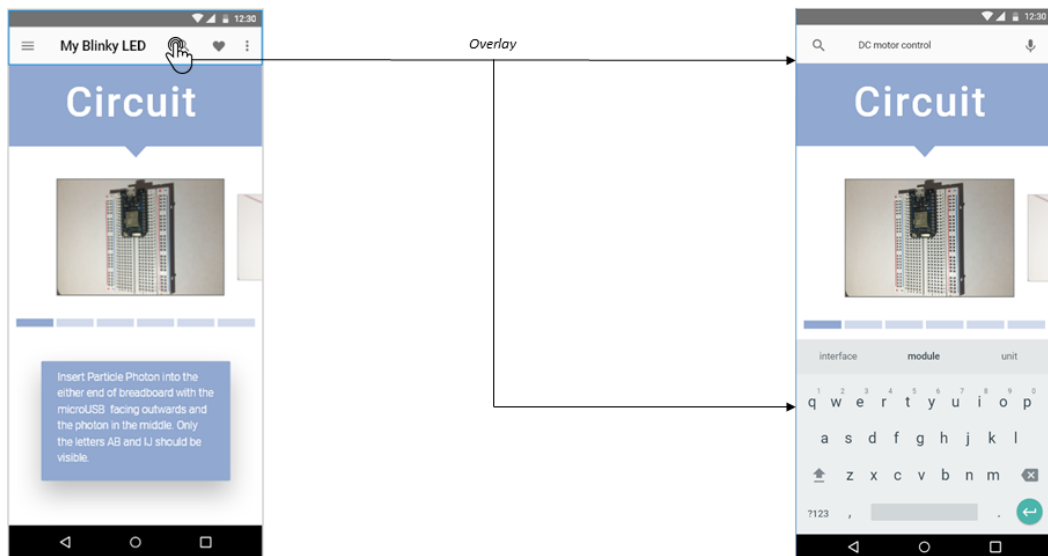 12:30
My Blinky LED
Circuit
Insert Particle Photon into the
either end of breadboard with the
microUSB facing outwards and
the photon in the middle. Only
the letters AB and IJ should be
visible.
Overlay
12:30
DC motor control
Circuit
interface module unit
1 2 3 4 5 6 7 8 9 0
q w e r t y u i o p
a s d f g h j k l
z x c v b n m
?123 , .